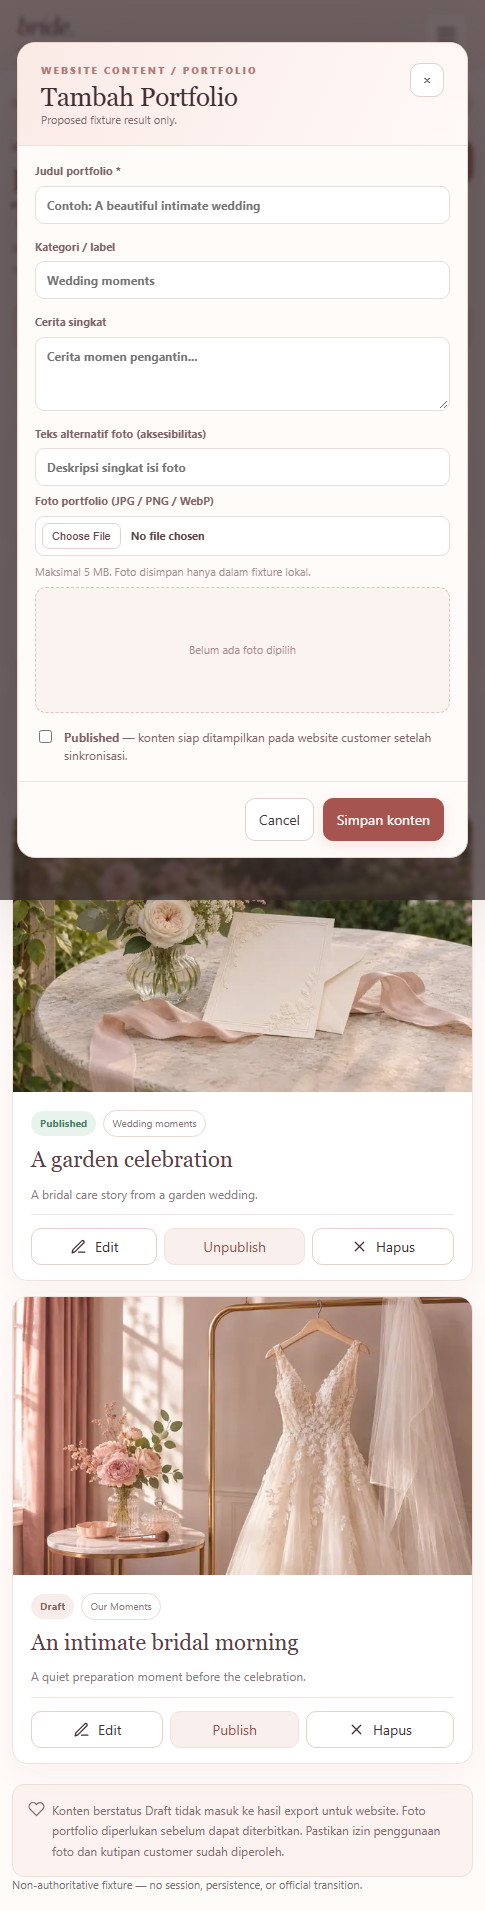 bride.
WEBSITE CONTENT / PORTFOLIO
Tambah Portfolio
×
Proposed fixture result only.
Judul portfolio *
Contoh: A beautiful intimate wedding
Kategori / label
Wedding moments
Cerita singkat
Cerita momen pengantin...
Teks alternatif foto (aksesibilitas)
Deskripsi singkat isi foto
Foto portfolio (JPG / PNG / WebP)
Choose File No file chosen
Maksimal 5 MB. Foto disimpan hanya dalam fixture lokal.
Belum ada foto dipilih
Published — konten siap ditampilkan pada website customer setelah
sinkronisasi.
Cancel Simpan konten
Published Wedding moments
A garden celebration
A bridal care story from a garden wedding.
Edit Unpublish Hapus
Draft Our Moments
An intimate bridal morning
A quiet preparation moment before the celebration.
Edit Publish Hapus
Konten berstatus Draft tidak masuk ke hasil export untuk website. Foto
portfolio diperlukan sebelum dapat diterbitkan. Pastikan izin penggunaan
foto dan kutipan customer sudah diperoleh.
Non-authoritative fixture — no session, persistence, or official transition.